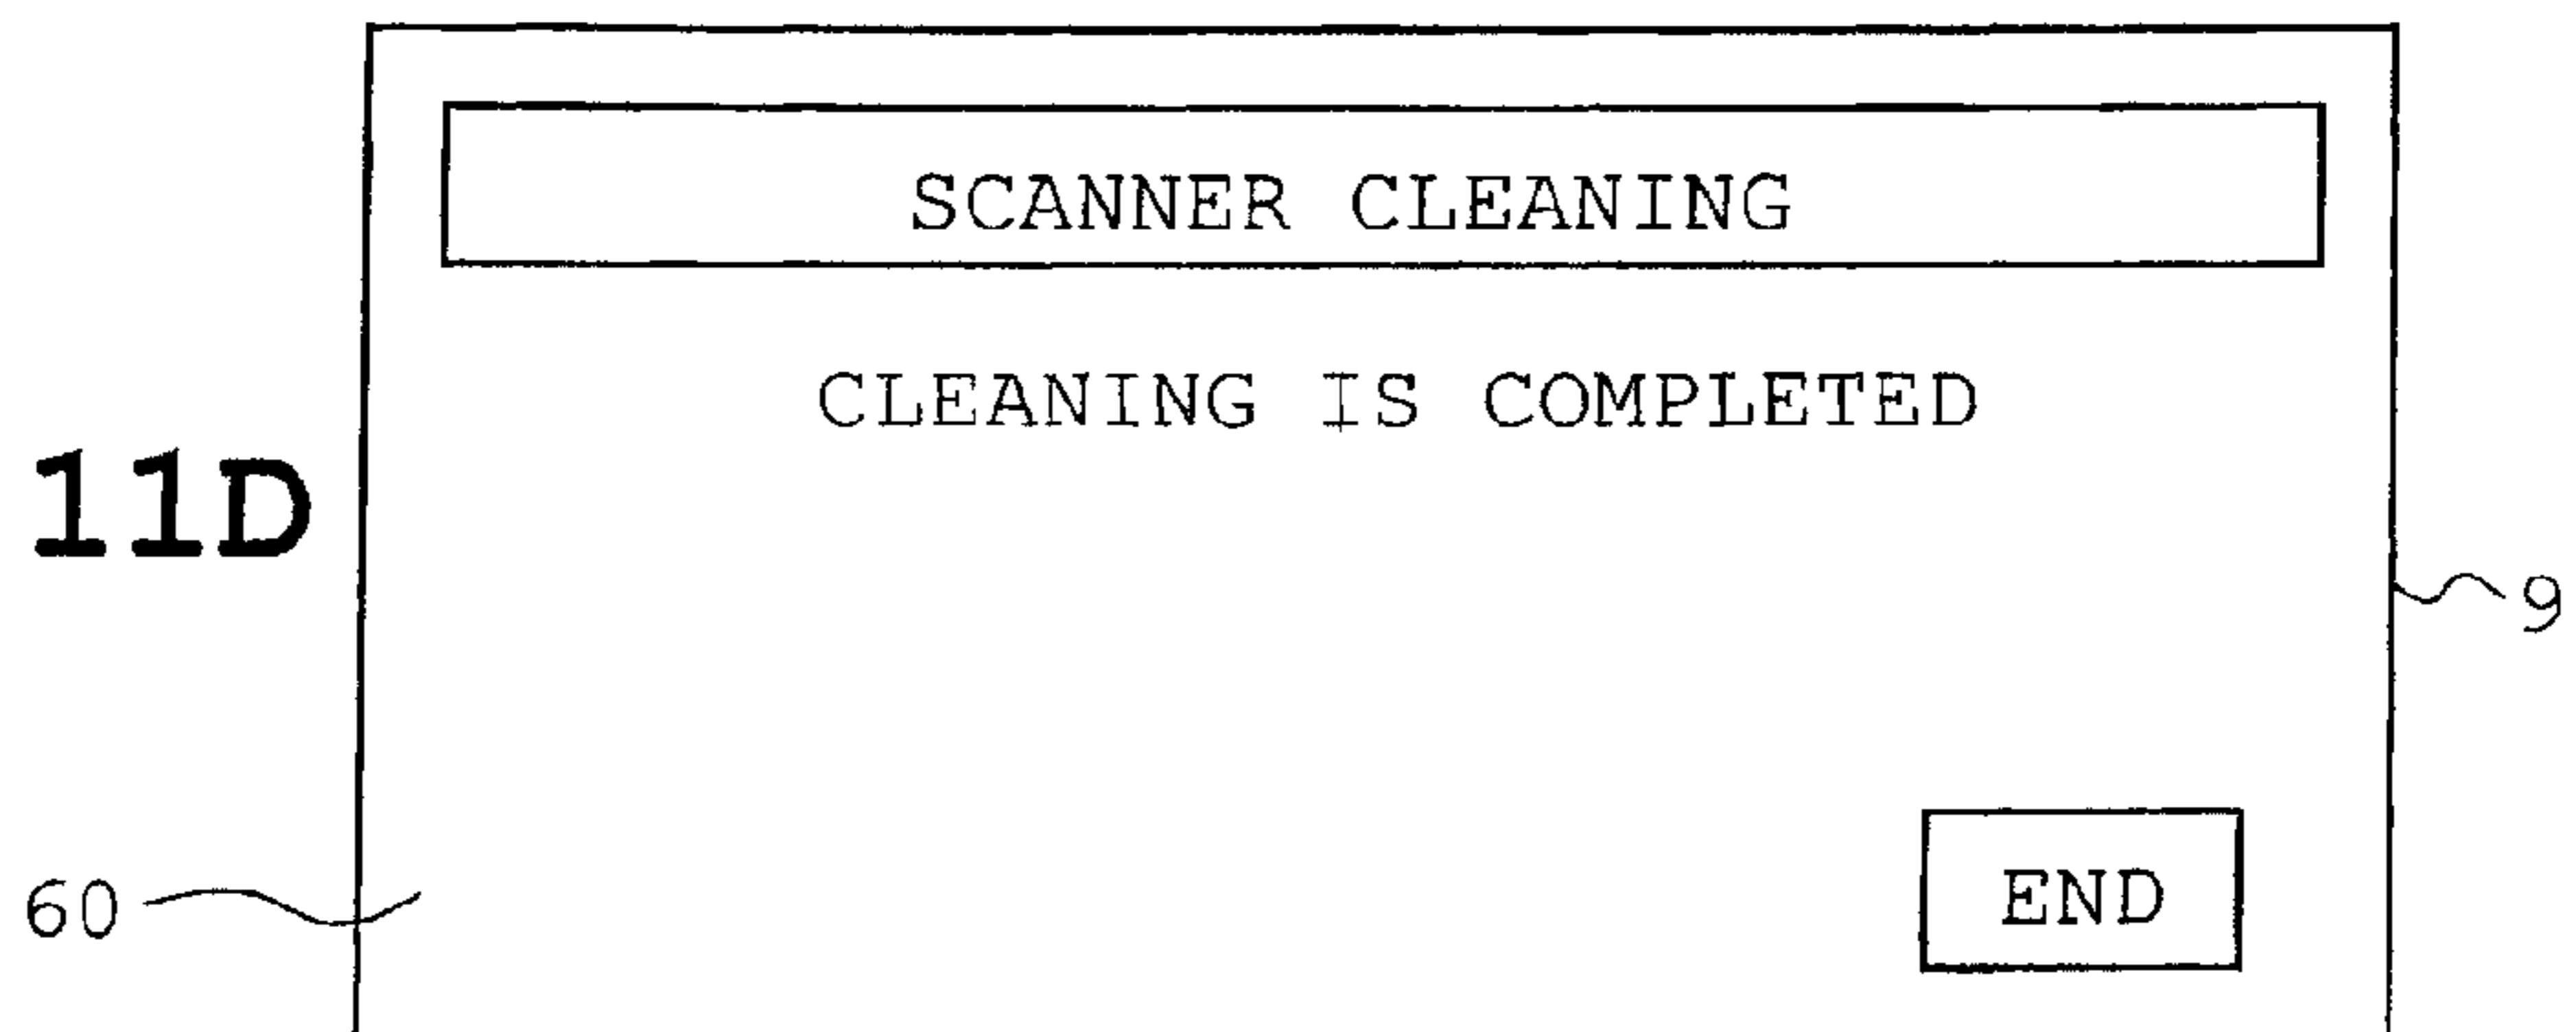 SCANNER CLEANING
CLEANING IS COMPLETED
11D
9
60
END